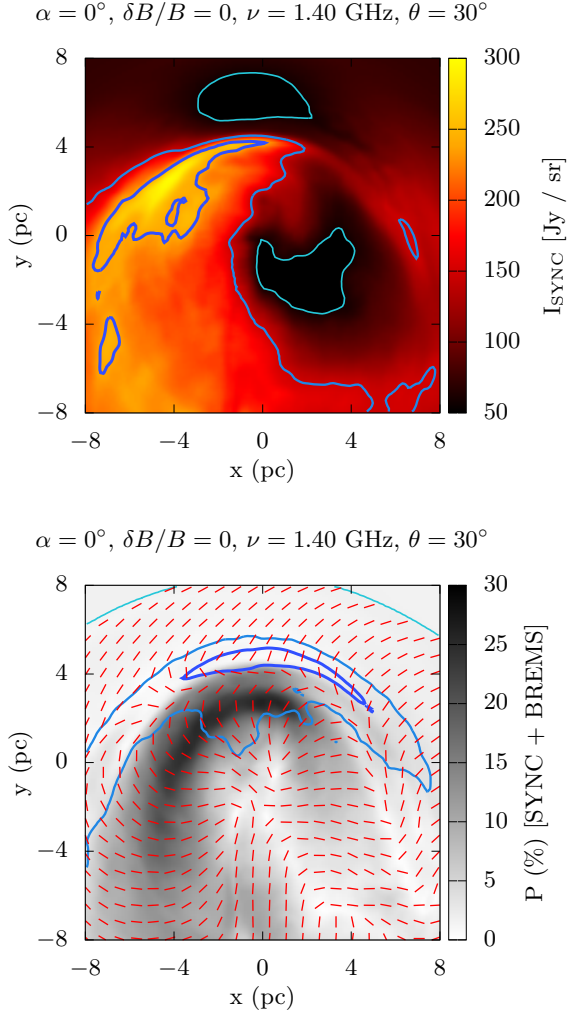 α = 0°, δB/B = 0, ν = 1.40 GHz, θ = 30°
8
4
0
−4
−8
y (pc)
−8 −4 0 4 8
x (pc)
300
250
200
150
100
50
I_SYNC [Jy / sr]
α = 0°, δB/B = 0, ν = 1.40 GHz, θ = 30°
8
4
0
−4
−8
y (pc)
−8 −4 0 4 8
x (pc)
30
25
20
15
10
5
0
P (%) [SYNC + BREMS]